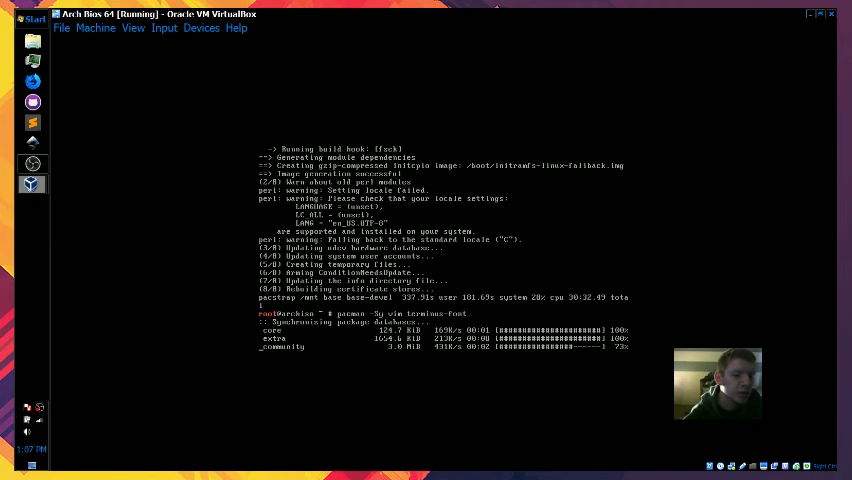 Start
Arch Bios 64 [Running] - Oracle VM VirtualBox
File Machine View Input Devices Help
-> Running build hook: [fsck]
==> Generating module dependencies
==> Creating gzip-compressed initcpio image: /boot/initramfs-linux-fallback.img
==> Image generation successful
(2/8) Warn about old perl modules
perl: warning: Setting locale failed.
perl: warning: Please check that your locale settings:
LANGUAGE = (unset),
LC_ALL = (unset),
LANG = "en_US.UTF-8"
are supported and installed on your system.
perl: warning: Falling back to the standard locale ("C").
(3/8) Updating udev hardware database...
(4/8) Updating system user accounts...
(5/8) Creating temporary files...
(6/8) Arming ConditionNeedsUpdate...
(7/8) Updating the info directory file...
(8/8) Rebuilding certificate stores...
pacstrap /mnt base base-devel 337.91s user 181.69s system 28% cpu 30:32.49 tota
l
root@archiso ~ # pacman -Sy vim terminus-font
:: Synchronizing package databases...
core 124.7 KiB 169K/s 00:01 [######################] 100%
extra 1654.6 KiB 213K/s 00:08 [######################] 100%
_community 3.0 MiB 431K/s 00:02 [################------] 73%
1:07 PM
Right Ctrl